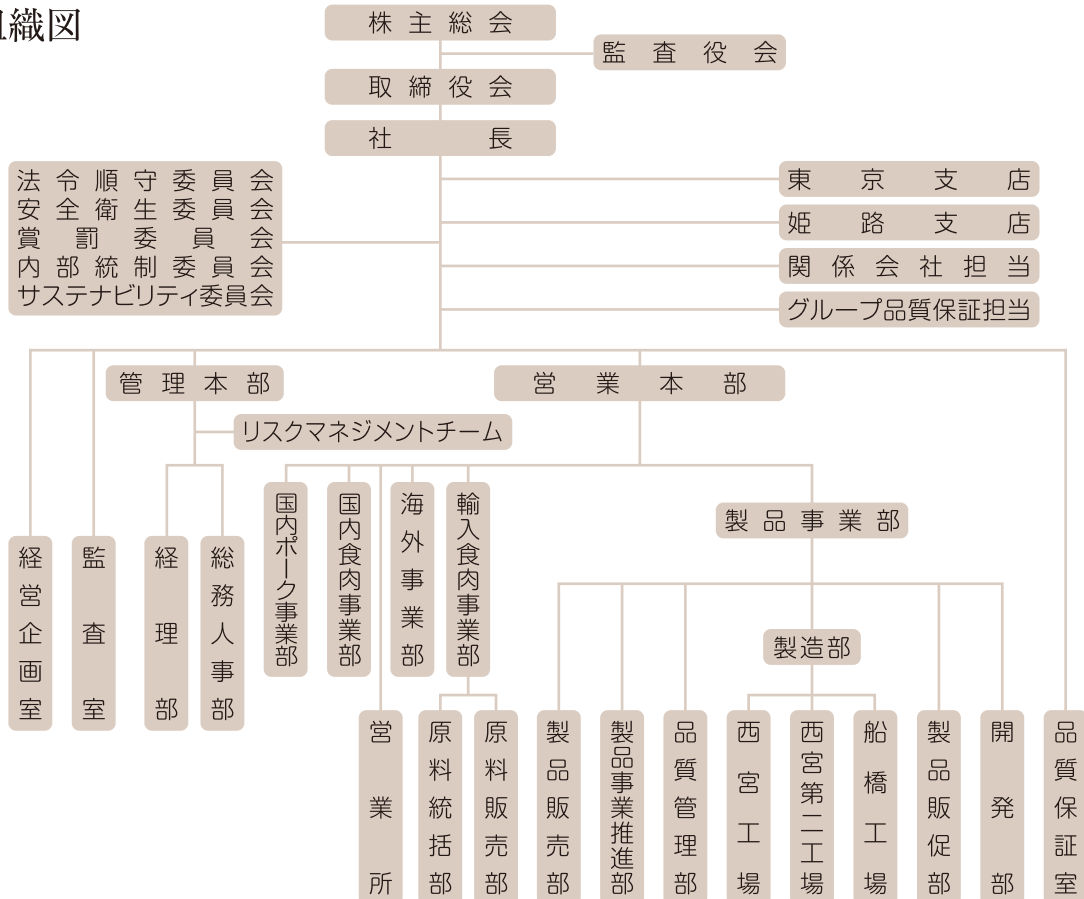 組織図
株主総会
監査役会
取締役会
社長
法令順守委員会
安全衛生委員会
賞罰委員会
内部統制委員会
サステナビリティ委員会
東京支店
姫路支店
関係会社担当
グループ品質保証担当
管理本部
営業本部
リスクマネジメントチーム
国内ポーク事業部
国内食肉事業部
海外事業部
輸入食肉事業部
製品事業部
経営企画室
監査室
経理部
総務人事部
製造部
営業所
原料統括部
原料販売部
製品販売部
製品事業推進部
品質管理部
西宮工場
西宮第二工場
船橋工場
製品販促部
開発部
品質保証室